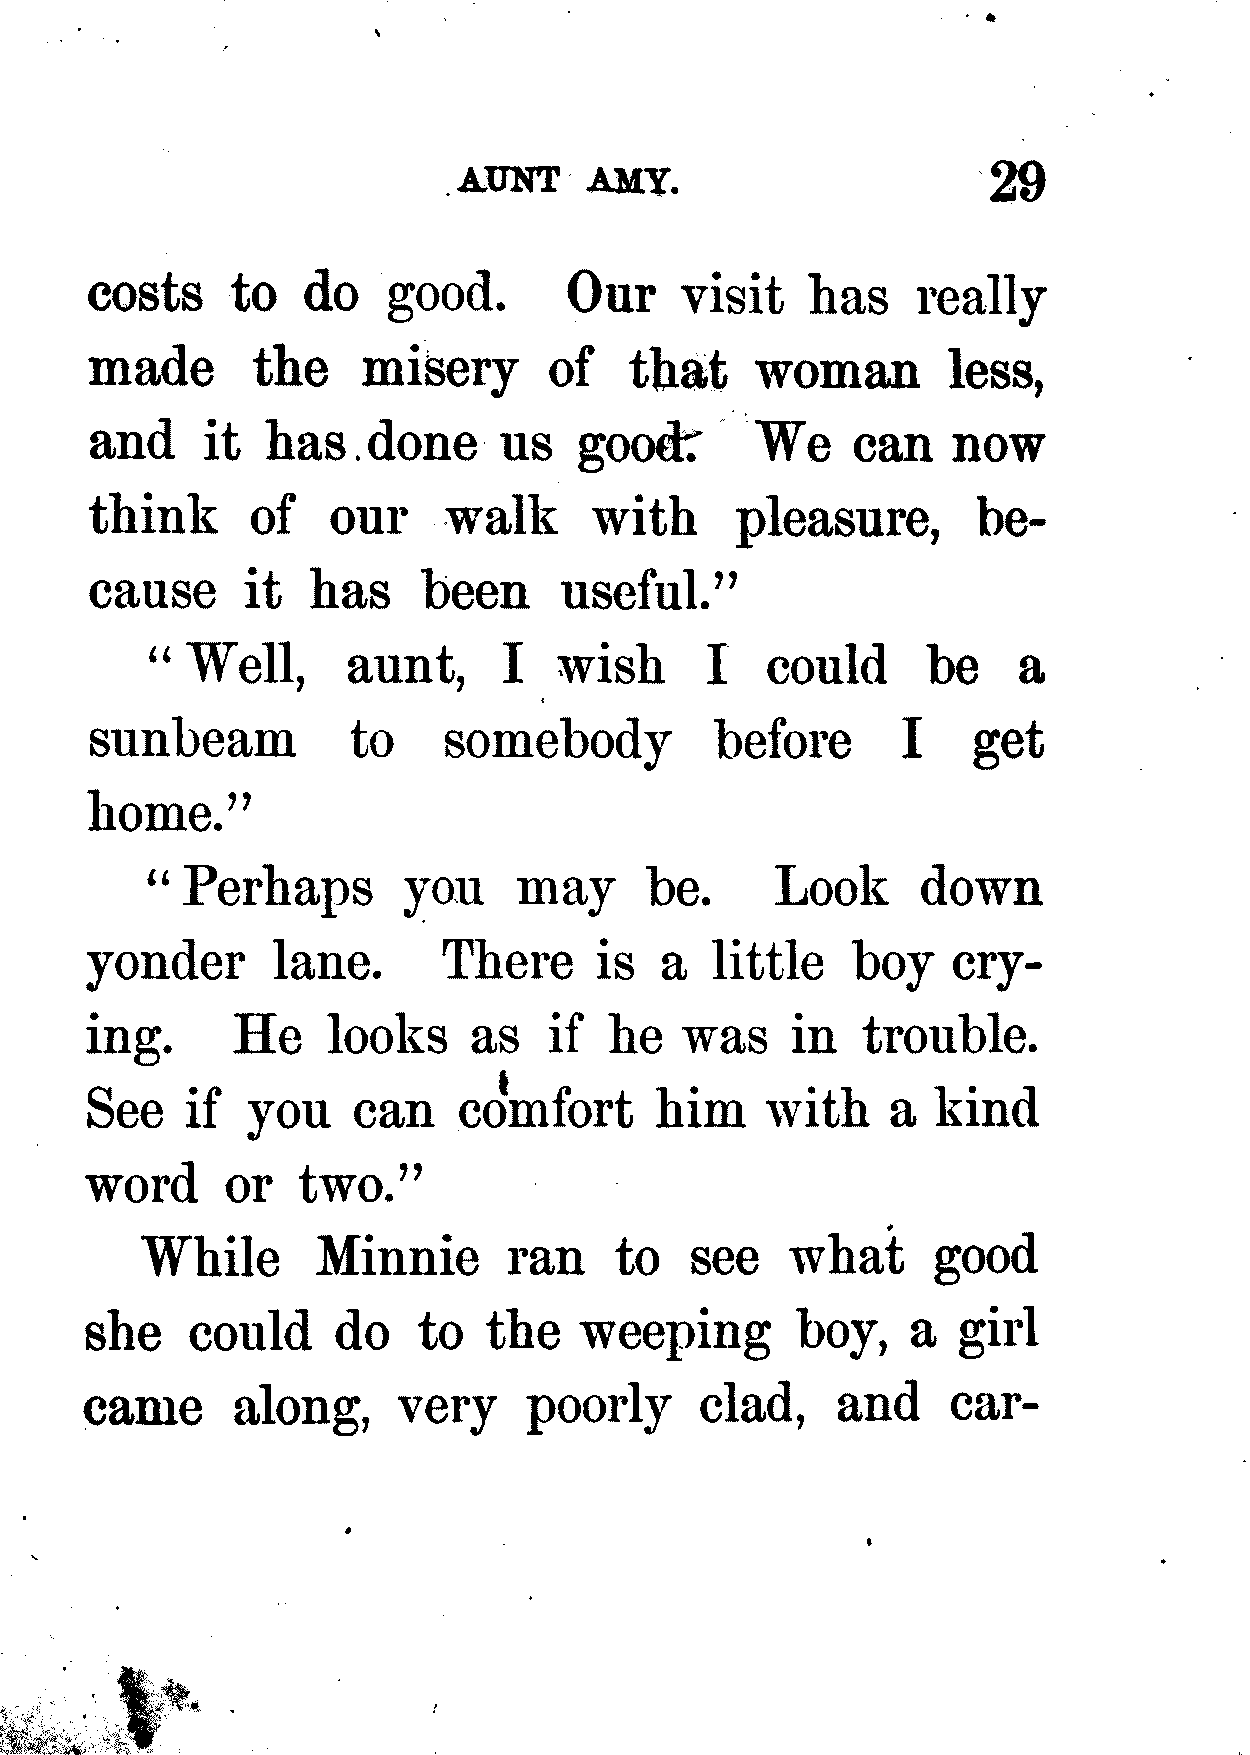 AUNT AMY. 29
costs to do good. Our visit has really
made the misery of that woman less,
and it has done us good. We can now
think of our walk with pleasure, be-
cause it has been useful."
"Well, aunt, I wish I could be a
sunbeam to somebody before I get
home."
"Perhaps you may be. Look down
yonder lane. There is a little boy cry-
ing. He looks as if he was in trouble.
See if you can comfort him with a kind
word or two."
While Minnie ran to see what good
she could do to the weeping boy, a girl
came along, very poorly clad, and car-